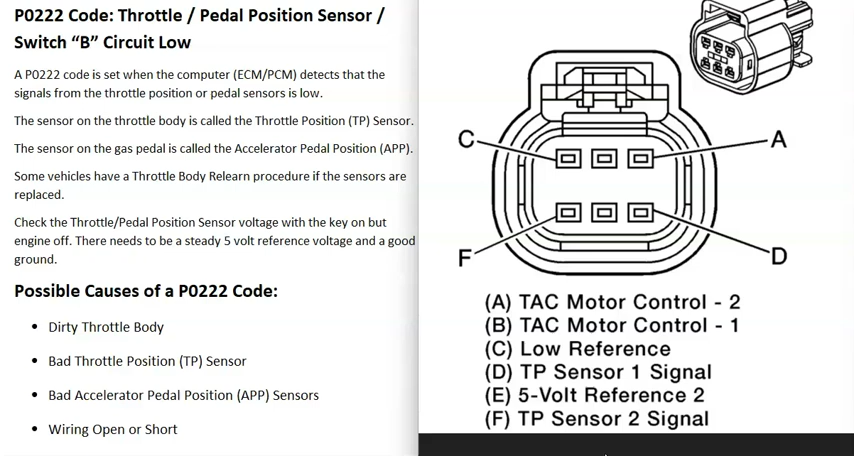 P0222 Code: Throttle / Pedal Position Sensor /
Switch “B” Circuit Low
A P0222 code is set when the computer (ECM/PCM) detects that the
signals from the throttle position or pedal sensors is low.
The sensor on the throttle body is called the Throttle Position (TP) Sensor.
The sensor on the gas pedal is called the Accelerator Pedal Position (APP).
Some vehicles have a Throttle Body Relearn procedure if the sensors are
replaced.
Check the Throttle/Pedal Position Sensor voltage with the key on but
engine off. There needs to be a steady 5 volt reference voltage and a good
ground.
Possible Causes of a P0222 Code:
Dirty Throttle Body
Bad Throttle Position (TP) Sensor
Bad Accelerator Pedal Position (APP) Sensors
Wiring Open or Short
C
A
F
D
(A) TAC Motor Control - 2
(B) TAC Motor Control - 1
(C) Low Reference
(D) TP Sensor 1 Signal
(E) 5-Volt Reference 2
(F) TP Sensor 2 Signal